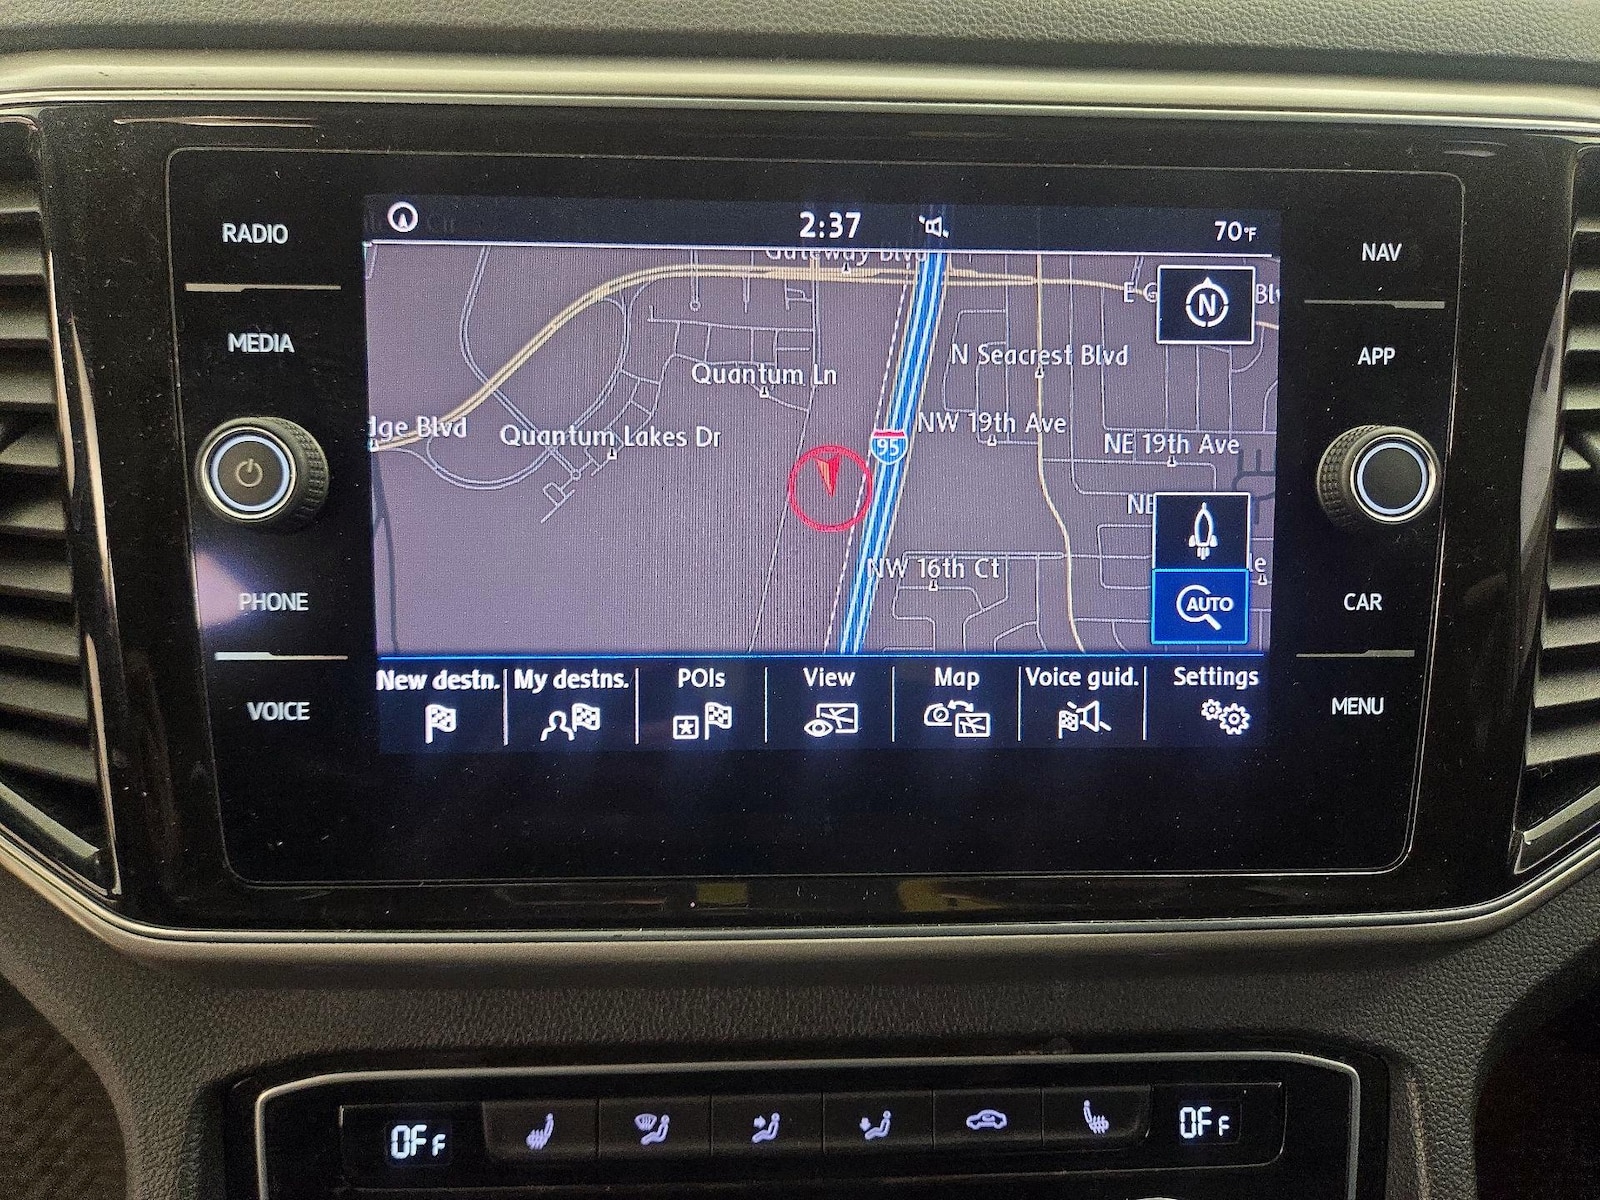 RADIO
MEDIA
PHONE
VOICE
NAV
APP
CAR
MENU
2:37
70°F
Gateway Blvd
N
N Seacrest Blvd
Quantum Ln
NW 19th Ave
dge Blvd
Quantum Lakes Dr
95
NE 19th Ave
NE
NW 16th Ct
AUTO
New destn.
My destns.
POIs
View
Map
Voice guid.
Settings
OFF
OFF